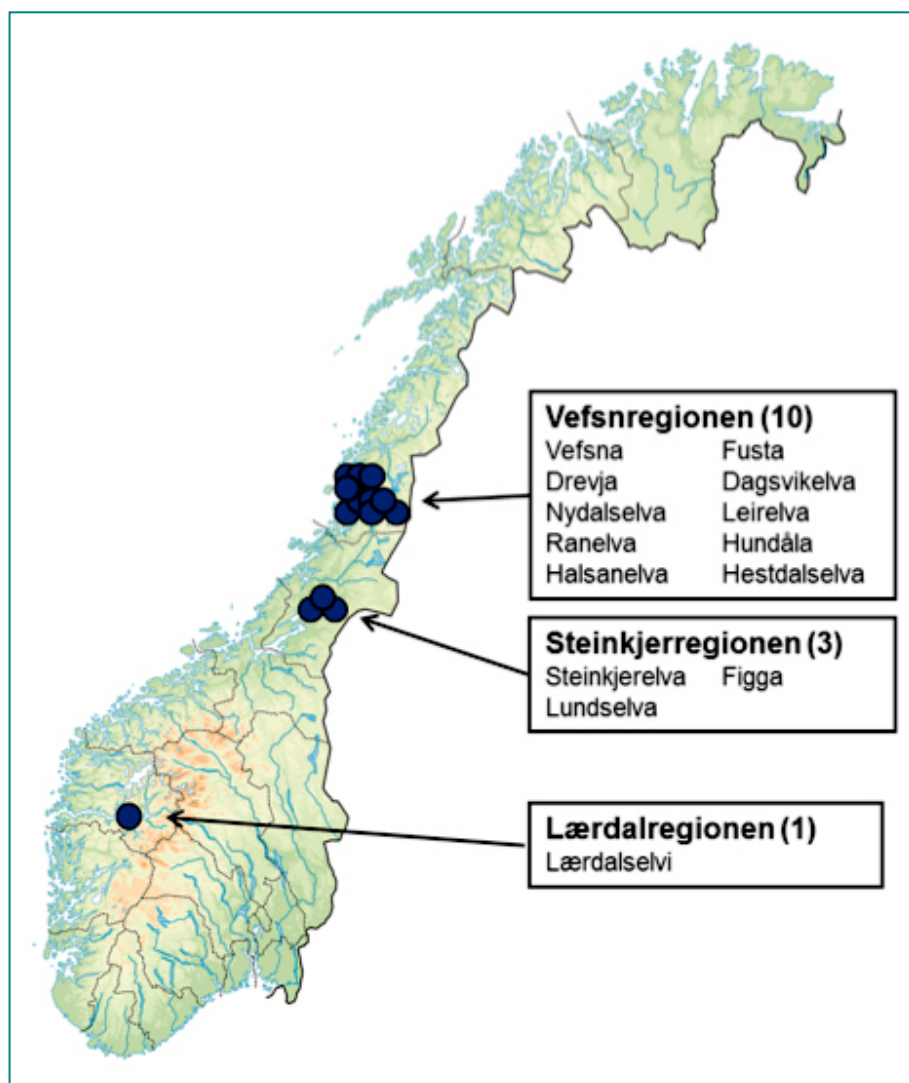 Vefsnregionen (10)
Vefsna Fusta
Drevja Dagsvikelva
Nydalselva Leirelva
Ranelva Hundåla
Halsanelva Hestdalselva
Steinkjerregionen (3)
Steinkjerelva Figga
Lundselva
Lærdalregionen (1)
Lærdalselvi